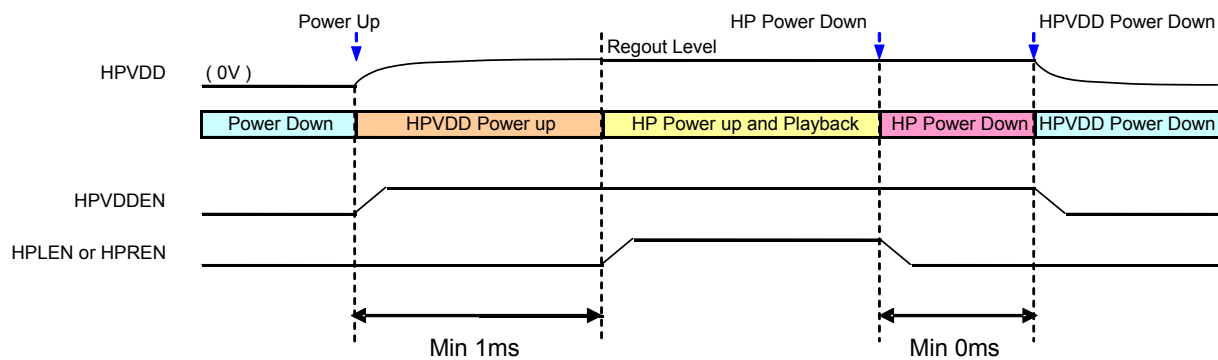 Power Up
HP Power Down
HPVDD Power Down
Regout Level
HPVDD
( 0V )
Power Down
HPVDD Power up
HP Power up and Playback
HP Power Down
HPVDD Power Down
HPVDDEN
HPLEN or HPREN
Min 1ms
Min 0ms